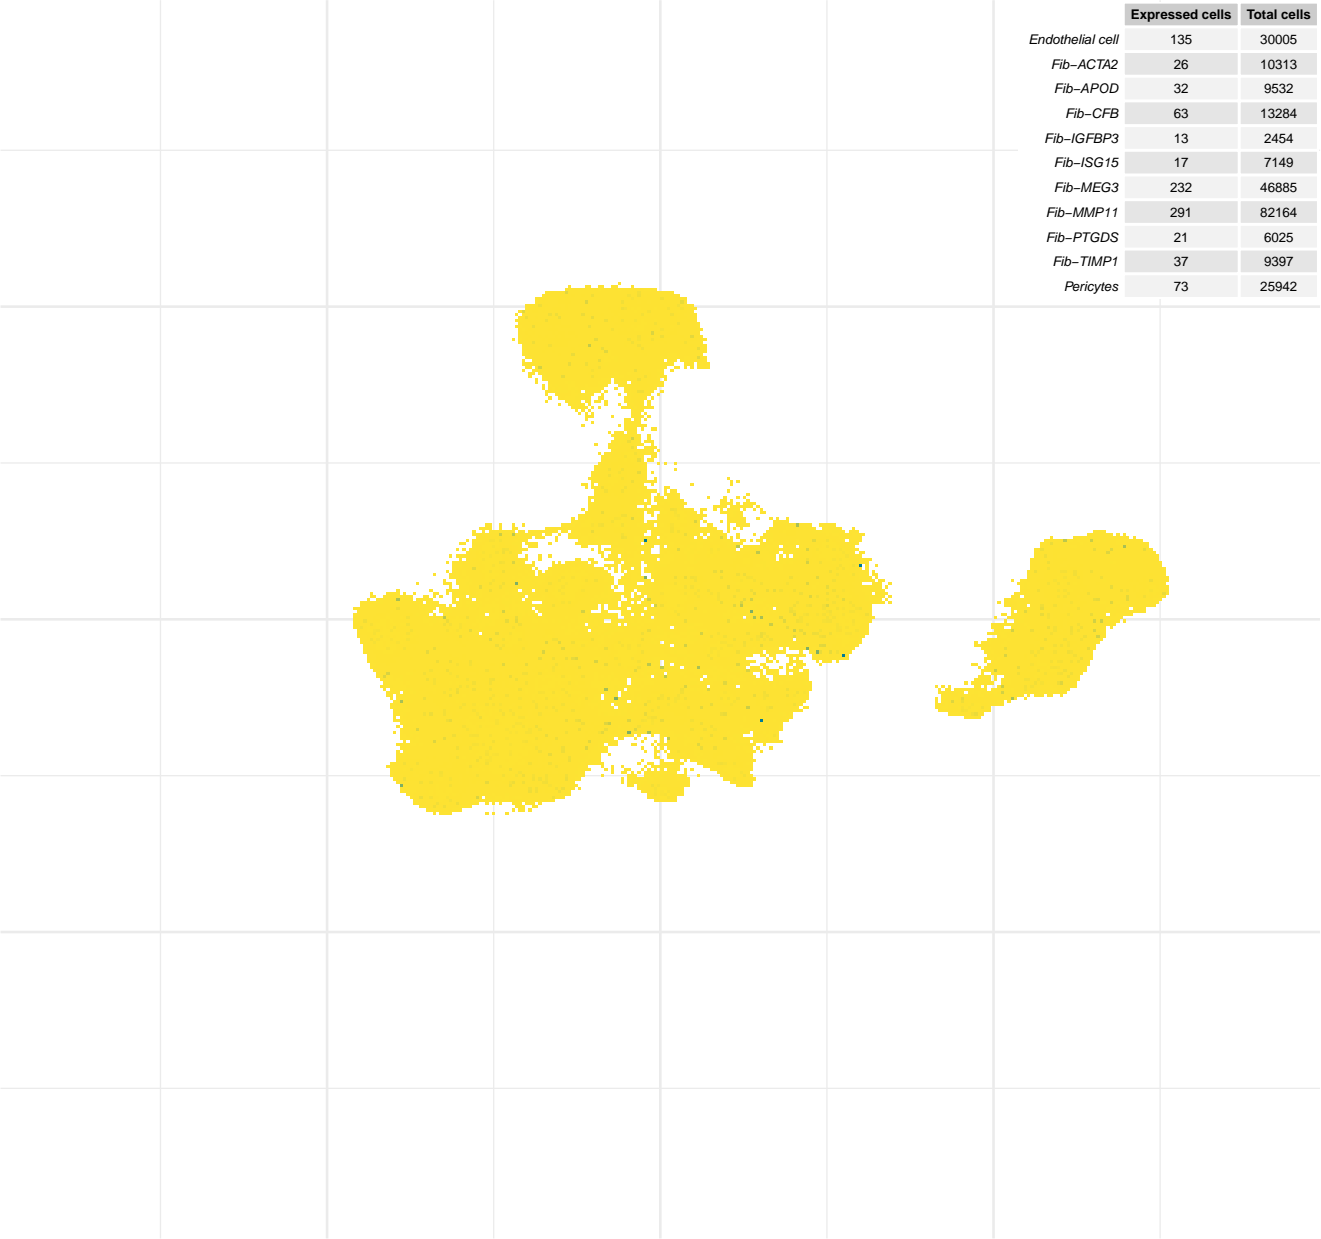 Expressed cells Total cells
Endothelial cell 135 30005
Fib−ACTA2 26 10313
Fib−APOD 32 9532
Fib−CFB 63 13284
Fib−IGFBP3 13 2454
Fib−ISG15 17 7149
Fib−MEG3 232 46885
Fib−MMP11 291 82164
Fib−PTGDS 21 6025
Fib−TIMP1 37 9397
Pericytes 73 25942